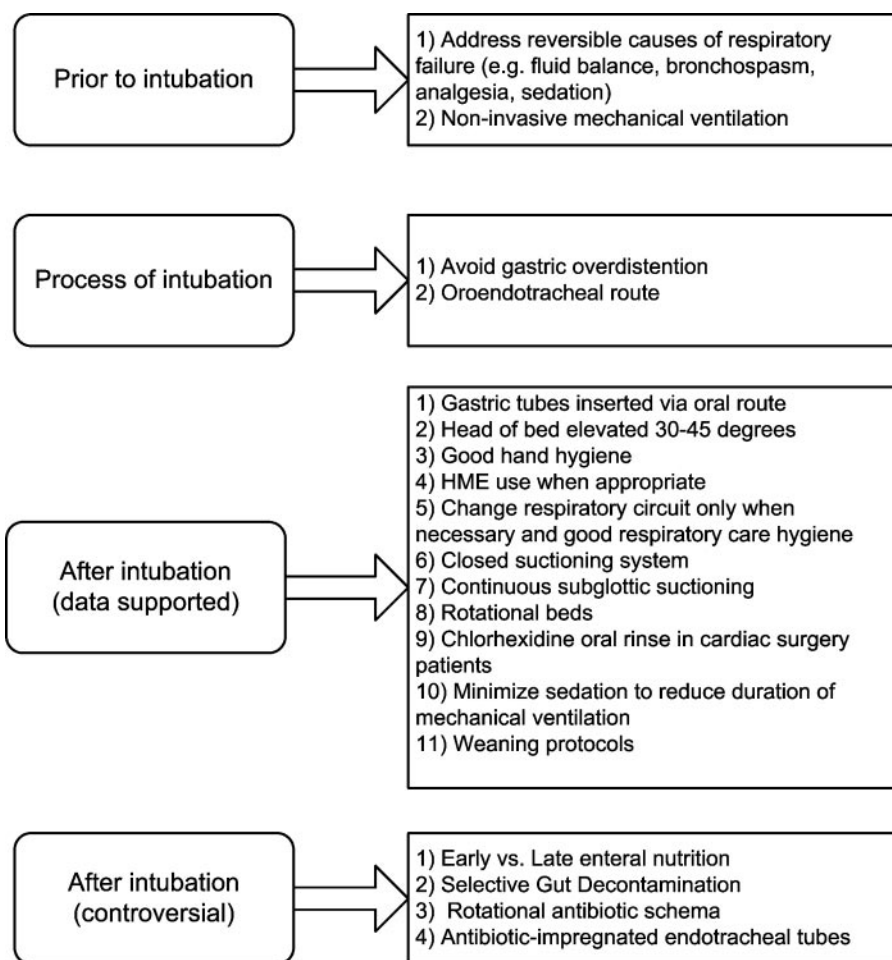 Prior to intubation
1) Address reversible causes of respiratory
failure (e.g. fluid balance, bronchospasm,
analgesia, sedation)
2) Non-invasive mechanical ventilation
Process of intubation
1) Avoid gastric overdistention
2) Oroendotracheal route
After intubation
(data supported)
1) Gastric tubes inserted via oral route
2) Head of bed elevated 30-45 degrees
3) Good hand hygiene
4) HME use when appropriate
5) Change respiratory circuit only when
necessary and good respiratory care hygiene
6) Closed suctioning system
7) Continuous subglottic suctioning
8) Rotational beds
9) Chlorhexidine oral rinse in cardiac surgery
patients
10) Minimize sedation to reduce duration of
mechanical ventilation
11) Weaning protocols
After intubation
(controversial)
1) Early vs. Late enteral nutrition
2) Selective Gut Decontamination
3) Rotational antibiotic schema
4) Antibiotic-impregnated endotracheal tubes